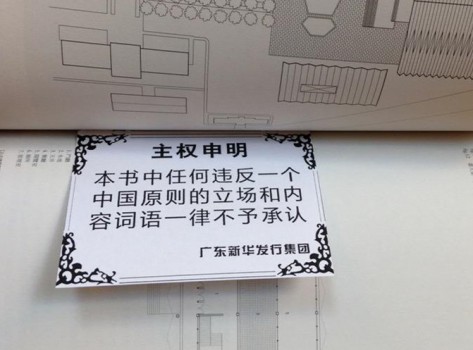 主权申明
本书中任何违反一个
中国原则的立场和内
容词语一律不予承认
广东新华发行集团